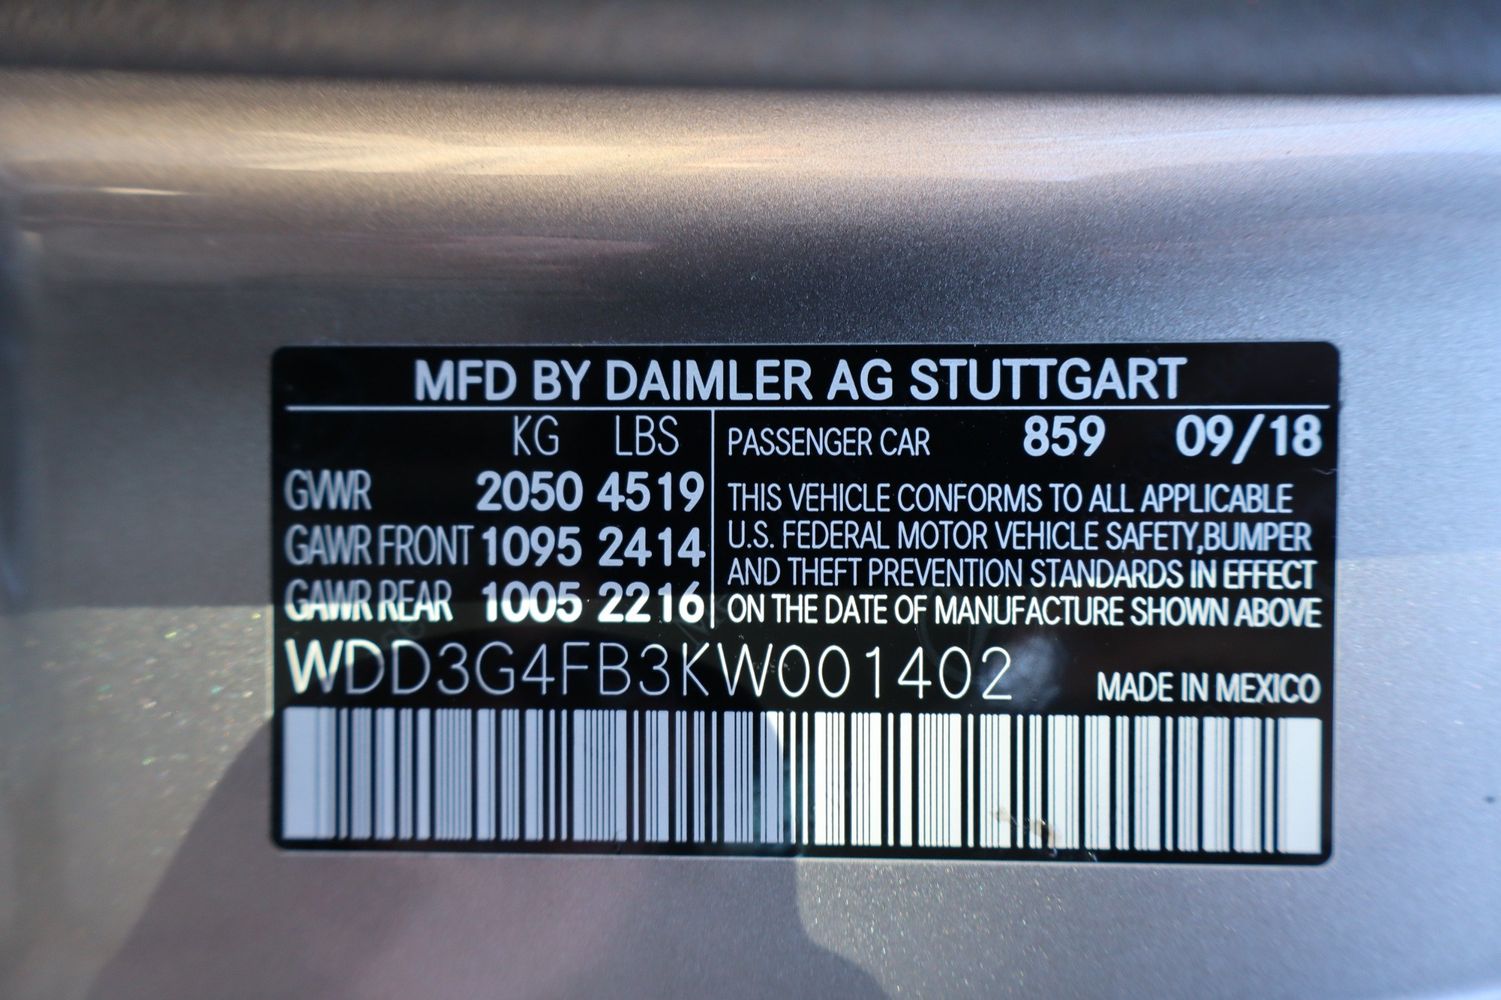 MFD BY DAIMLER AG STUTTGART
KG LBS
GVWR 2050 4519
GAWR FRONT 1095 2414
GAWR REAR 1005 2216
PASSENGER CAR 859 09/18
THIS VEHICLE CONFORMS TO ALL APPLICABLE
U.S. FEDERAL MOTOR VEHICLE SAFETY,BUMPER
AND THEFT PREVENTION STANDARDS IN EFFECT
ON THE DATE OF MANUFACTURE SHOWN ABOVE
WDD3G4FB3KW001402
MADE IN MEXICO